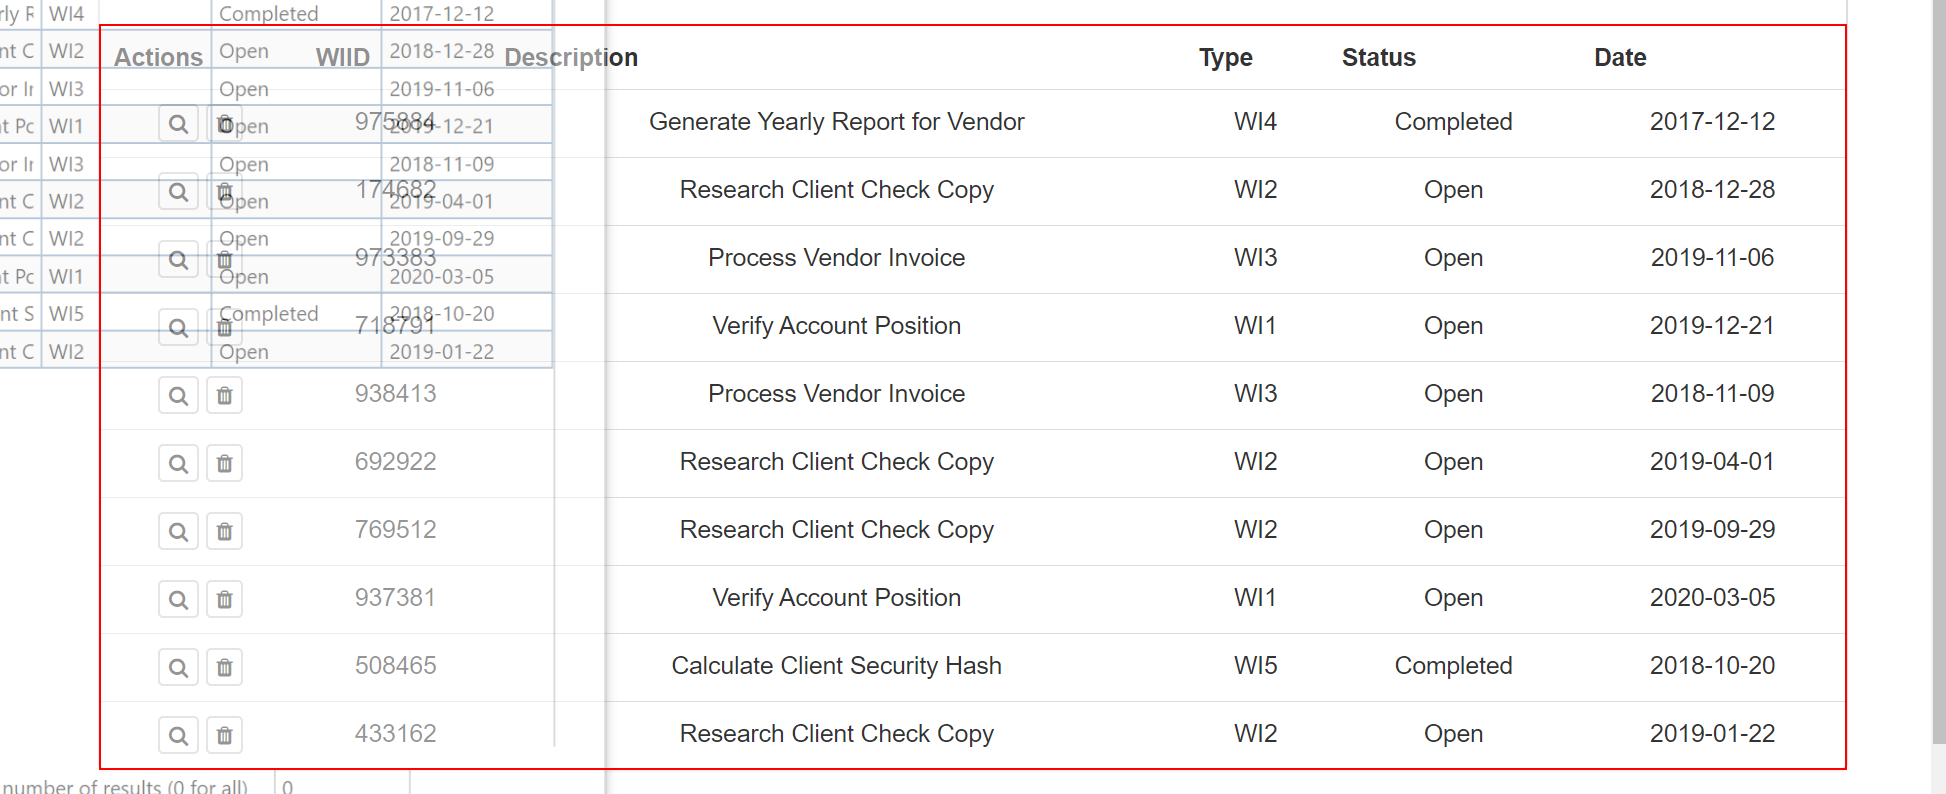 rly R WI4 Completed 2017-12-12
nt C WI2 Open 2018-12-28
Actions WIID Description Type Status Date
or Ir WI3 Open 2019-11-06
975884 Generate Yearly Report for Vendor WI4 Completed 2017-12-12
t Pc WI1 Open 2019-12-21
or Ir WI3 Open 2018-11-09
174682 Research Client Check Copy WI2 Open 2018-12-28
nt C WI2 Open 2019-04-01
nt C WI2 Open 2019-09-29
973383 Process Vendor Invoice WI3 Open 2019-11-06
t Pc WI1 Open 2020-03-05
nt S WI5 Completed 2018-10-20
718791 Verify Account Position WI1 Open 2019-12-21
nt C WI2 Open 2019-01-22
938413 Process Vendor Invoice WI3 Open 2018-11-09
692922 Research Client Check Copy WI2 Open 2019-04-01
769512 Research Client Check Copy WI2 Open 2019-09-29
937381 Verify Account Position WI1 Open 2020-03-05
508465 Calculate Client Security Hash WI5 Completed 2018-10-20
433162 Research Client Check Copy WI2 Open 2019-01-22
number of results (0 for all) 0